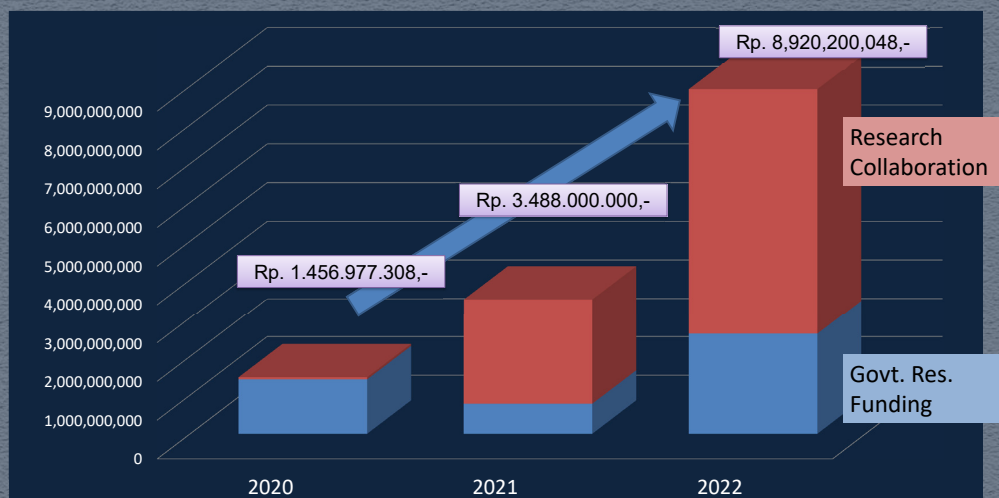 Rp. 8,920,200,048,-
9,000,000,000
8,000,000,000
7,000,000,000
6,000,000,000
5,000,000,000
4,000,000,000
3,000,000,000
2,000,000,000
1,000,000,000
0
Rp. 3.488.000.000,-
Rp. 1.456.977.308,-
Research
Collaboration
Govt. Res.
Funding
2020
2021
2022